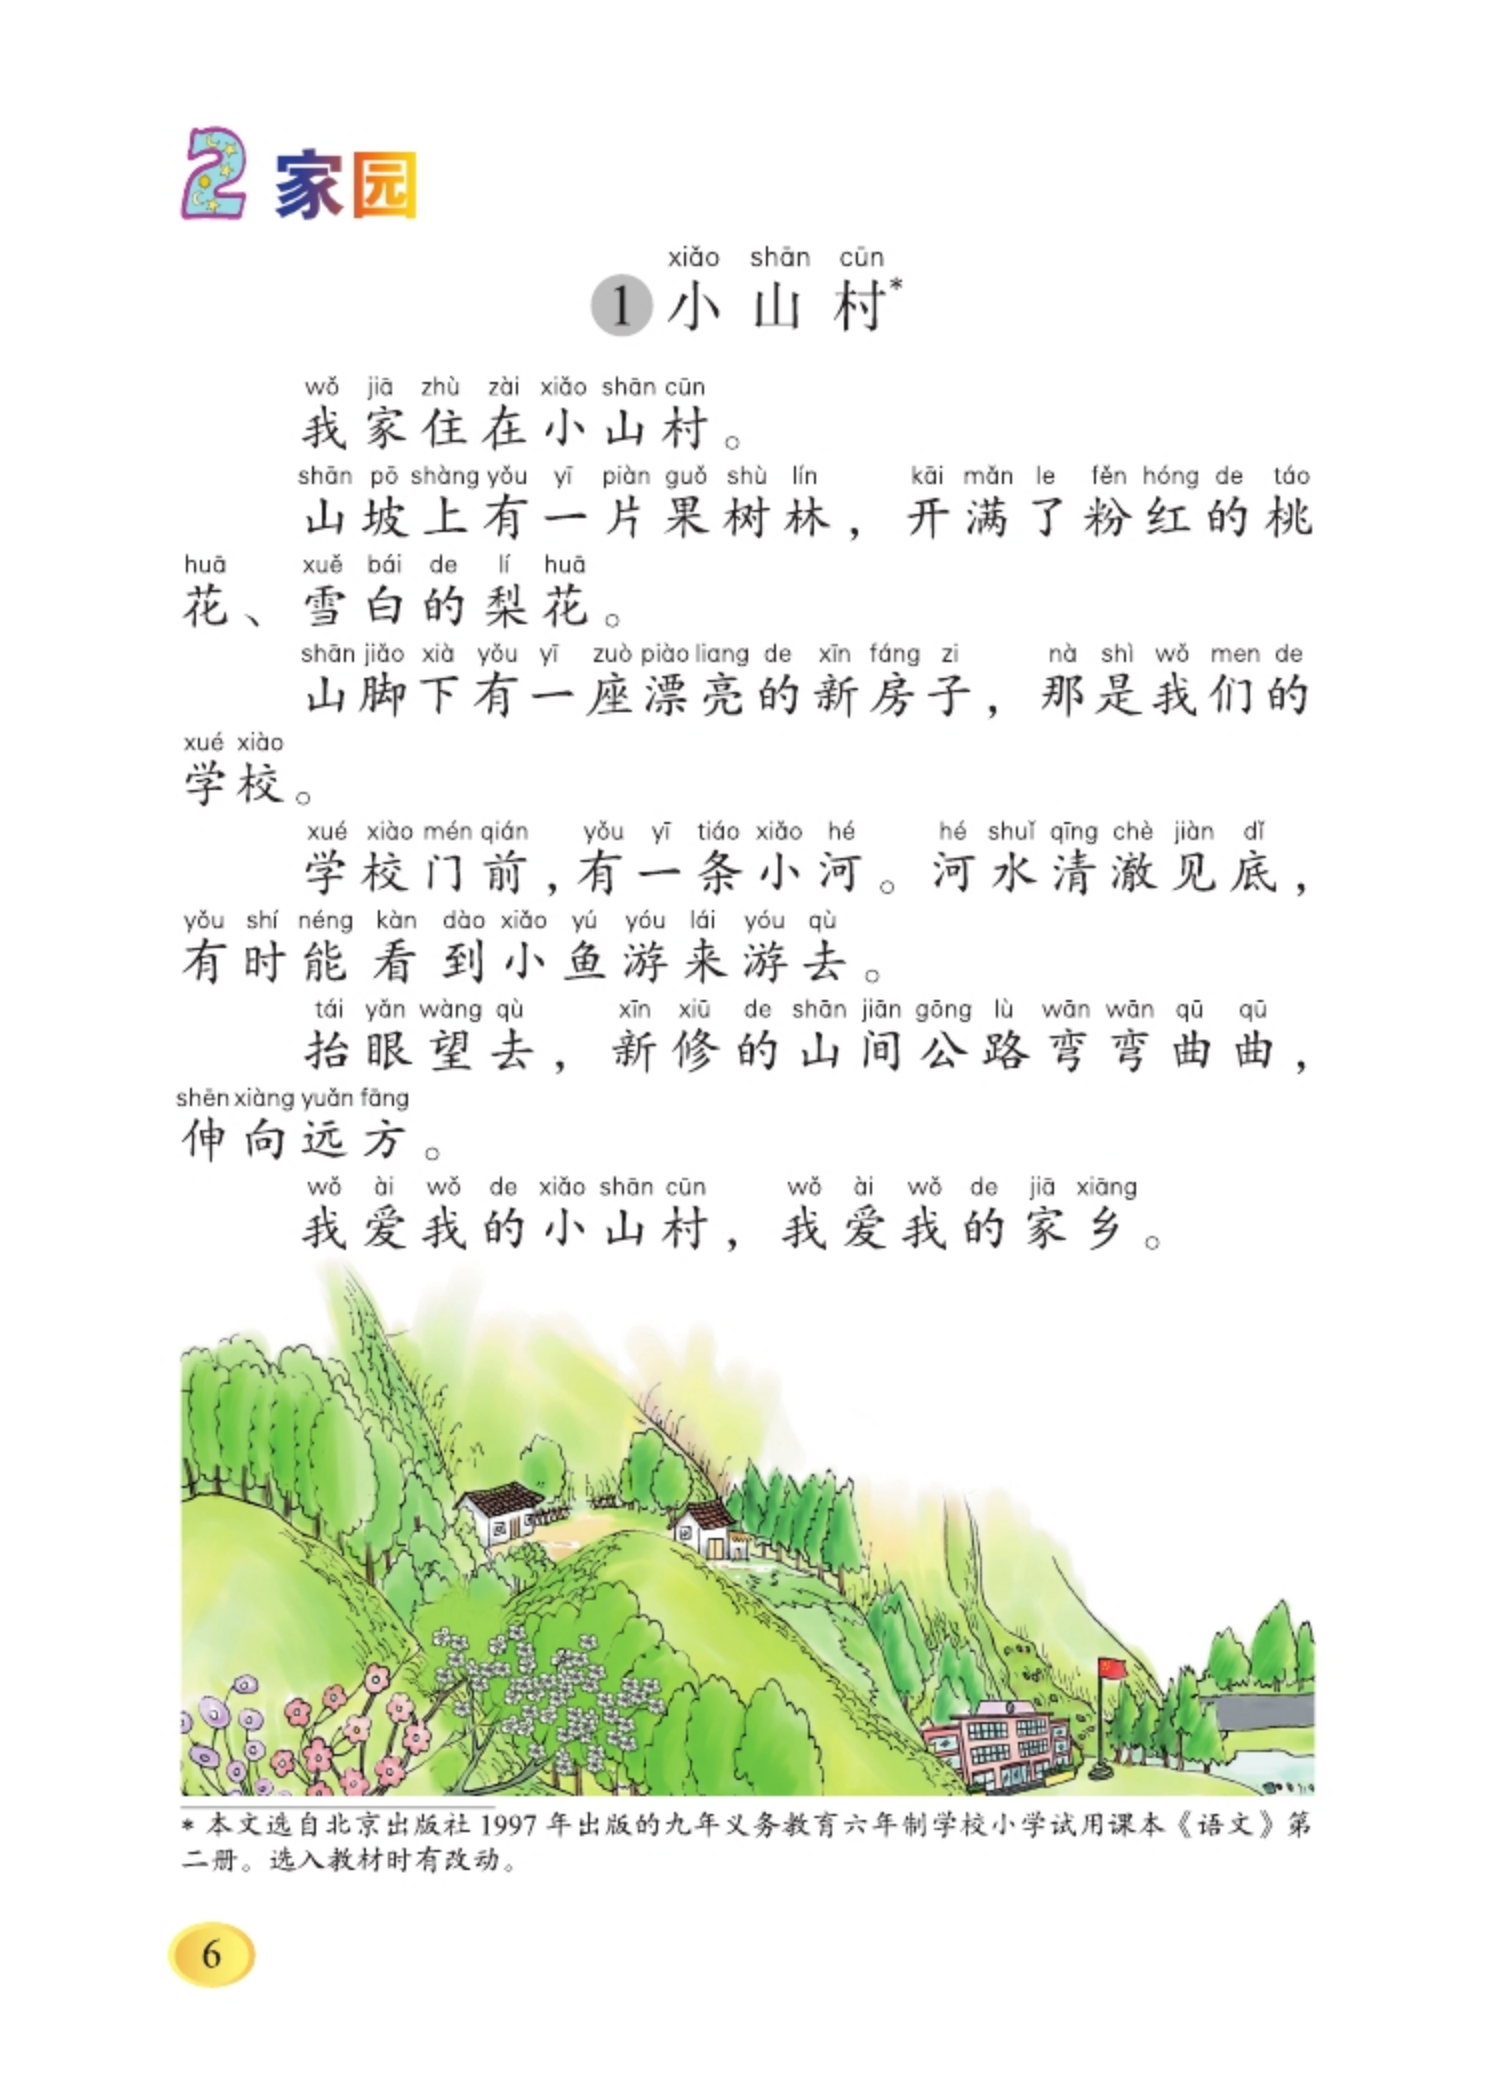 2 家园
xiǎo shān cūn
1 小山村*
wǒ jiā zhù zài xiǎo shān cūn
我家住在小山村。
shān pō shàng yǒu yī piàn guǒ shù lín kāi mǎn le fěn hóng de táo
山坡上有一片果树林，开满了粉红的桃
huā xuě bái de lí huā
花、雪白的梨花。
shān jiǎo xià yǒu yī zuò piào liang de xīn fáng zi nà shì wǒ men de
山脚下有一座漂亮的新房子，那是我们的
xué xiào
学校。
xué xiào mén qián yǒu yī tiáo xiǎo hé hé shuǐ qīng chè jiàn dǐ
学校门前，有一条小河。河水清澈见底，
yǒu shí néng kàn dào xiǎo yú yóu lái yóu qù
有时能看到小鱼游来游去。
tái yǎn wàng qù xīn xiū de shān jiān gōng lù wān wān qū qū
抬眼望去，新修的山间公路弯弯曲曲，
shēn xiàng yuǎn fāng
伸向远方。
wǒ ài wǒ de xiǎo shān cūn wǒ ài wǒ de jiā xiāng
我爱我的小山村，我爱我的家乡。
* 本文选自北京出版社 1997 年出版的九年义务教育六年制学校小学试用课本《语文》第
二册。选入教材时有改动。
6